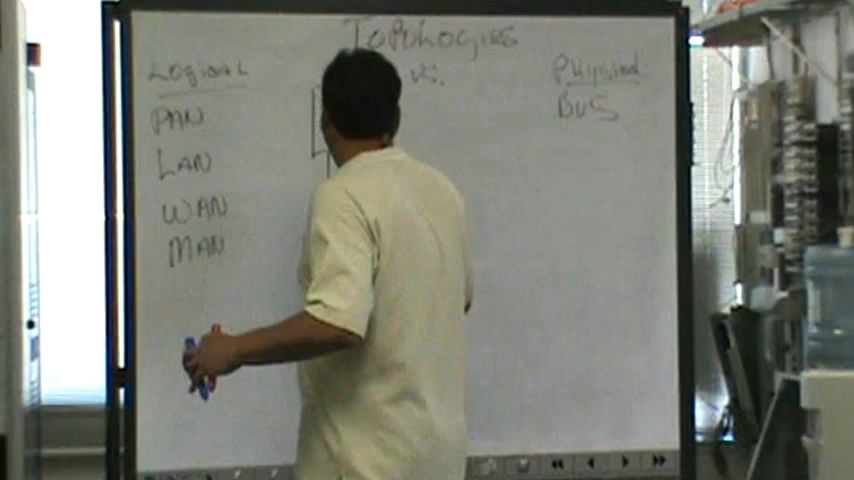 Topologies
Logical vs. Physical
PAN BUS
LAN
WAN
MAN